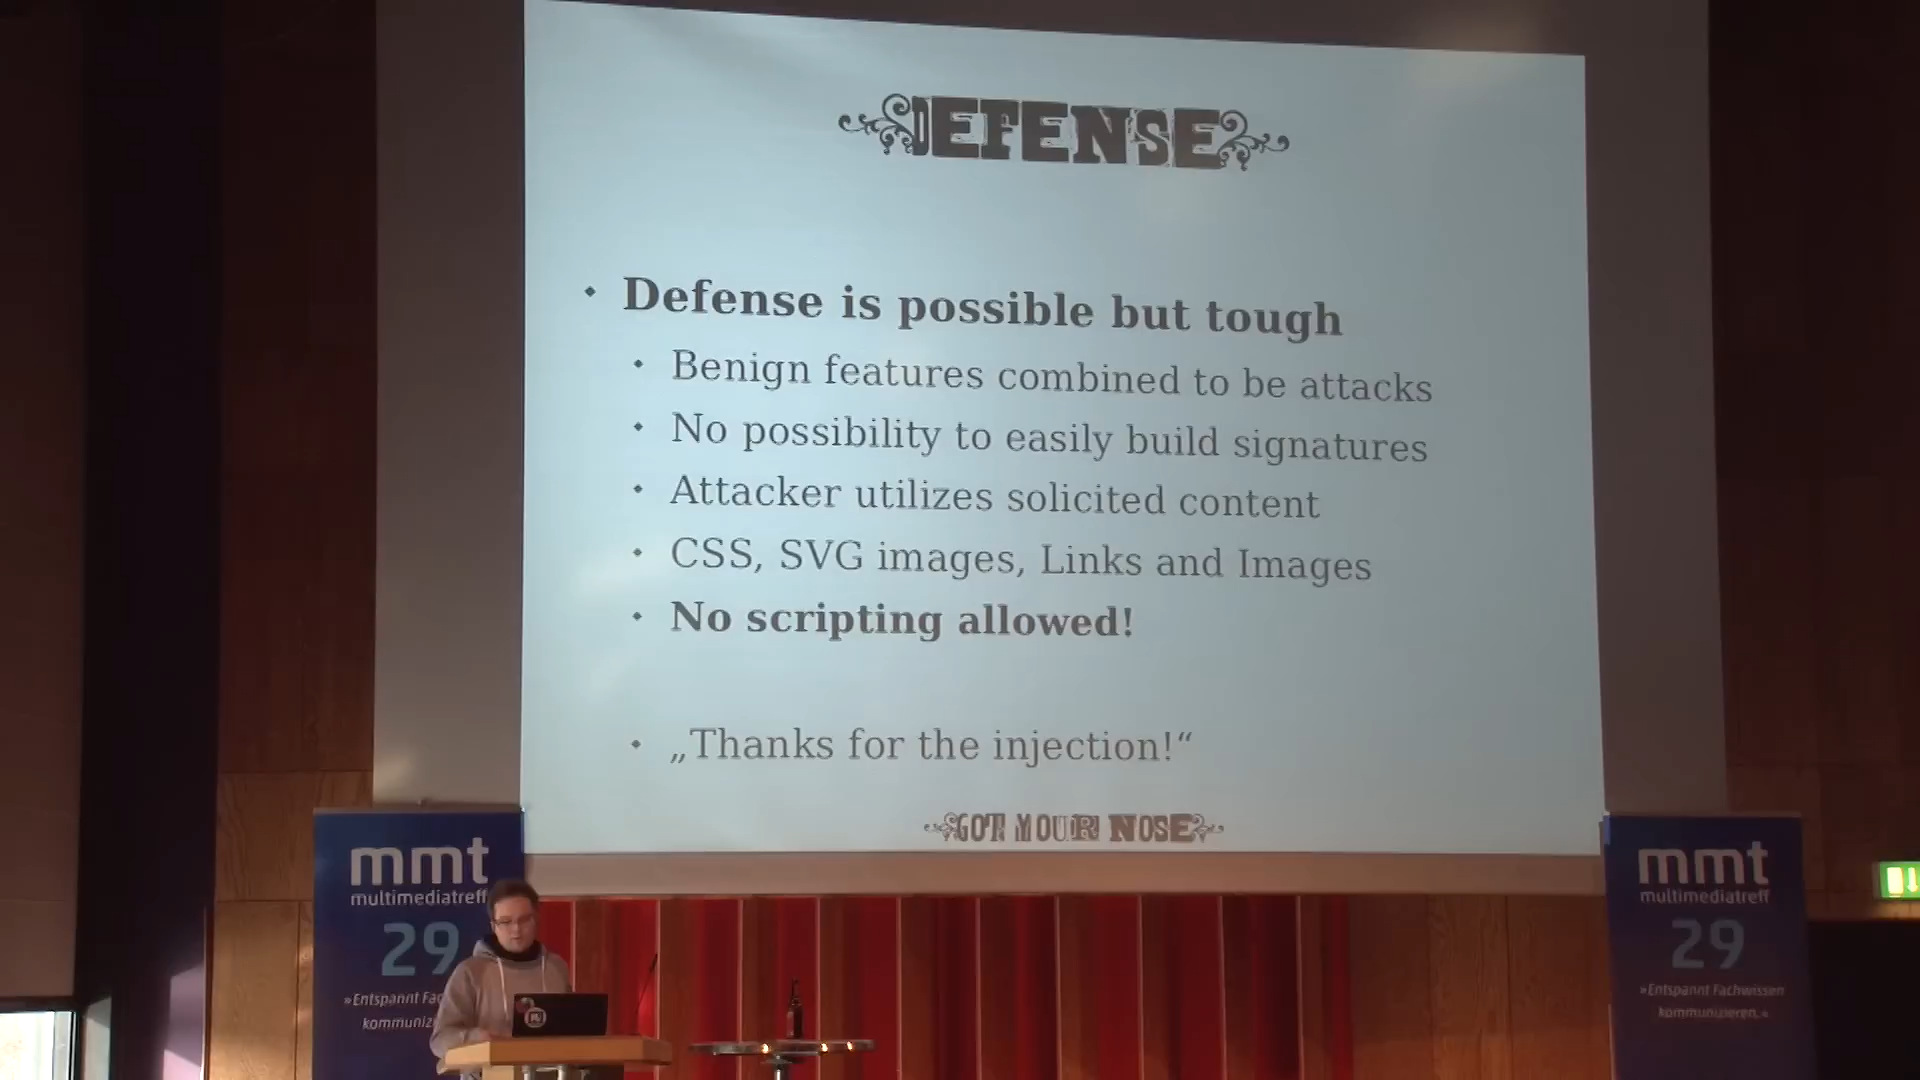 DEFENSE
• Defense is possible but tough
• Benign features combined to be attacks
• No possibility to easily build signatures
• Attacker utilizes solicited content
• CSS, SVG images, Links and Images
• No scripting allowed!
• „Thanks for the injection!“
GOT YOUR NOSE
mmt
multimediatreff
29
»Entspannt Fac
kommuniz
mmt
multimediatreff
29
»Entspannt Fachwissen
kommunizieren.«